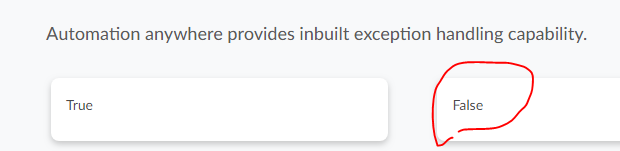 Automation anywhere provides inbuilt exception handling capability.
True
False